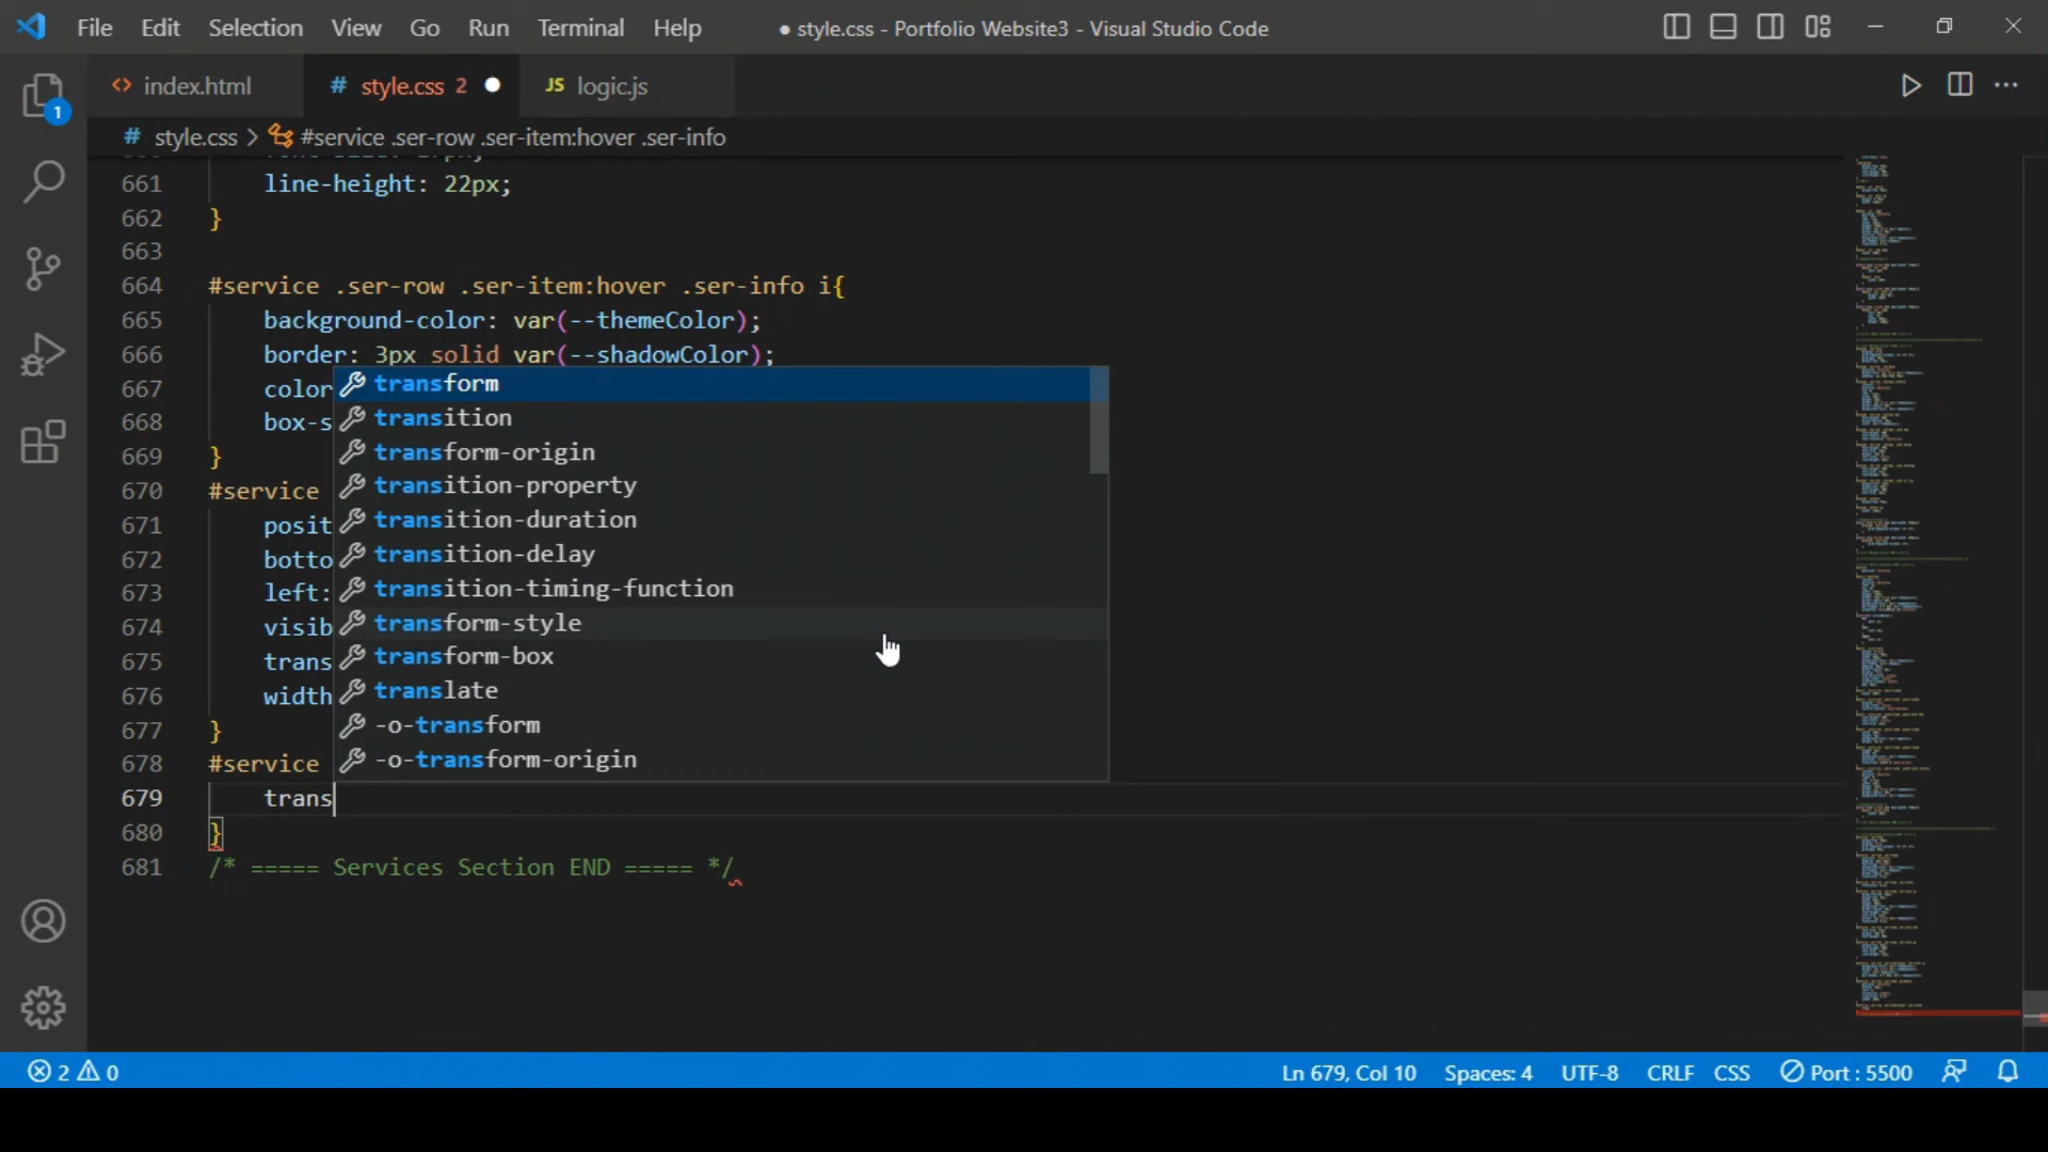 File Edit Selection View Go Run Terminal Help ● style.css - Portfolio Website3 - Visual Studio Code
index.html # style.css 2 JS logic.js
# style.css > #service .ser-row .ser-item:hover .ser-info
1
661 line-height: 22px;
662 }
663
664 #service .ser-row .ser-item:hover .ser-info i{
665 background-color: var(--themeColor);
666 border: 3px solid var(--shadowColor);
667 color
668 box-s
669 }
670 #service
671 posit
672 botto
673 left:
674 visib
675 trans
676 width
677 }
678 #service
679 trans
680 }
681 /* ===== Services Section END ===== */
transform
transition
transform-origin
transition-property
transition-duration
transition-delay
transition-timing-function
transform-style
transform-box
translate
-o-transform
-o-transform-origin
2 0 Ln 679, Col 10 Spaces: 4 UTF-8 CRLF CSS Port : 5500